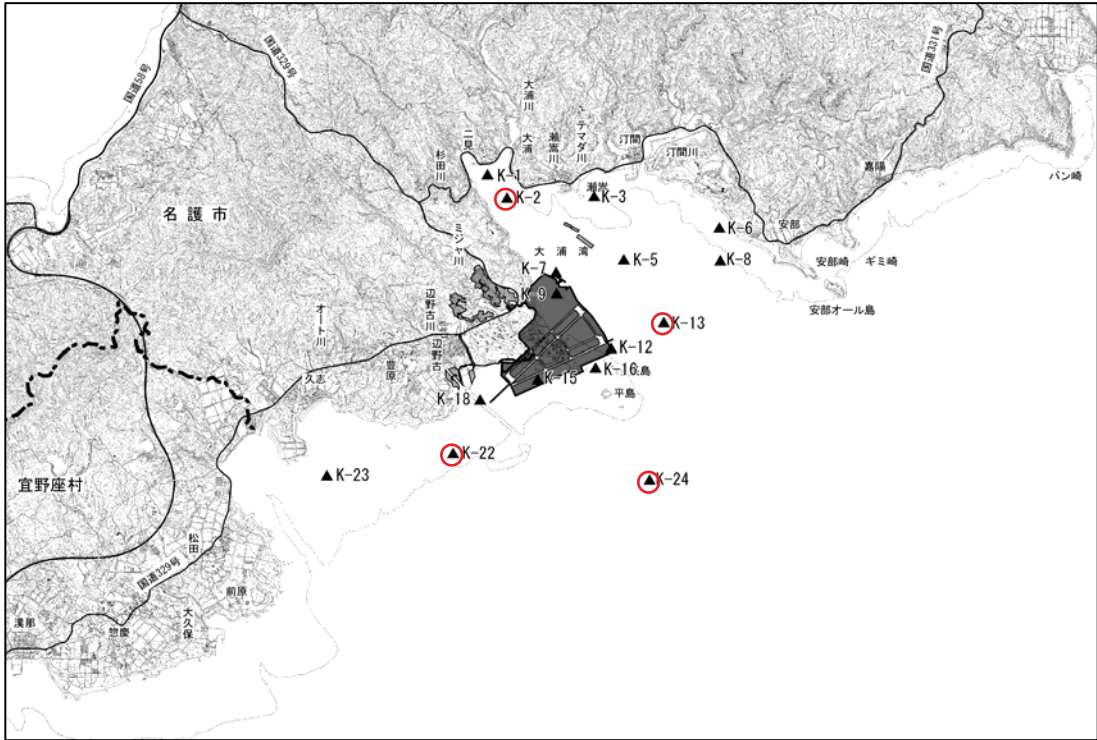 国道58号
国道329号
国道331号
大浦川
二見
大浦
瀬嵩川
テマダ川
汀間
汀間川
杉田川
嘉陽
バン崎
K-1
K-2
瀬嵩
K-3
名護市
ミジャ川
K-6
安部
大浦湾
K-5
K-8
安部崎
ギミ崎
K-7
K-9
安部オール島
辺野古川
オート川
K-13
辺野古
K-12
豊原
久志
K-16
K-15
平島
K-18
K-22
K-23
K-24
宜野座村
松田
国道329号
前原
大久保
漢那
惣慶